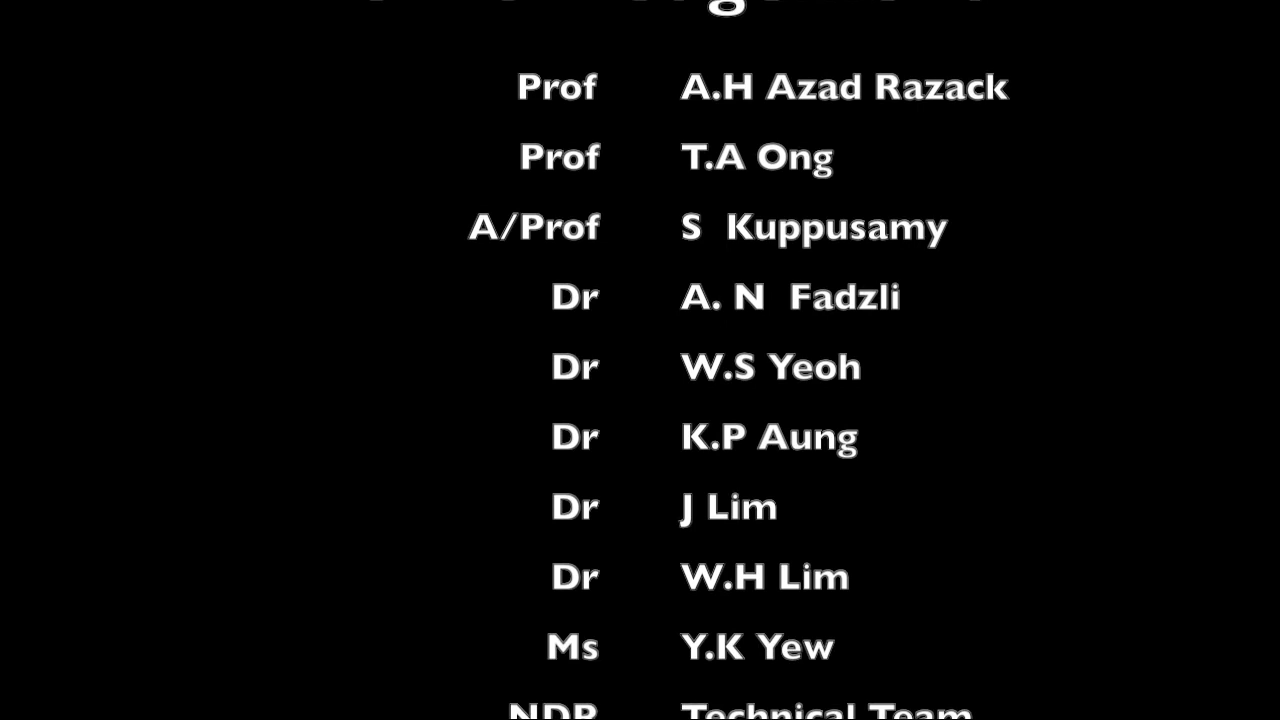 Prof A.H Azad Razack
Prof T.A Ong
A/Prof S Kuppusamy
Dr A. N Fadzli
Dr W.S Yeoh
Dr K.P Aung
Dr J Lim
Dr W.H Lim
Ms Y.K Yew
Technical Team